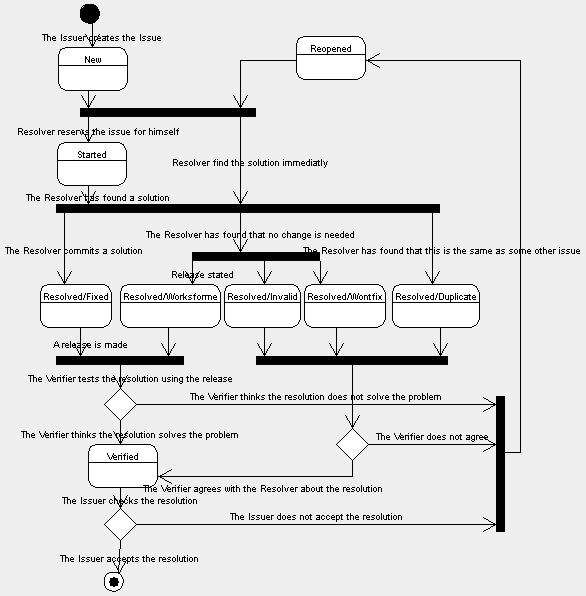 The Issuer creates the Issue
New
Reopened
Resolver reserves the issue for himself
Started
Resolver find the solution immediatly
The Resolver has found a solution
The Resolver has found that no change is needed
The Resolver commits a solution
The Resolver has found that this is the same as some other issue
Release stated
Resolved/Fixed
Resolved/Worksforme
Resolved/Invalid
Resolved/Wontfix
Resolved/Duplicate
A release is made
The Verifier tests the resolution using the release
The Verifier thinks the resolution does not solve the problem
The Verifier thinks the resolution solves the problem
The Verifier does not agree
Verified
The Verifier agrees with the Resolver about the resolution
The Issuer checks the resolution
The Issuer does not accept the resolution
The Issuer accepts the resolution